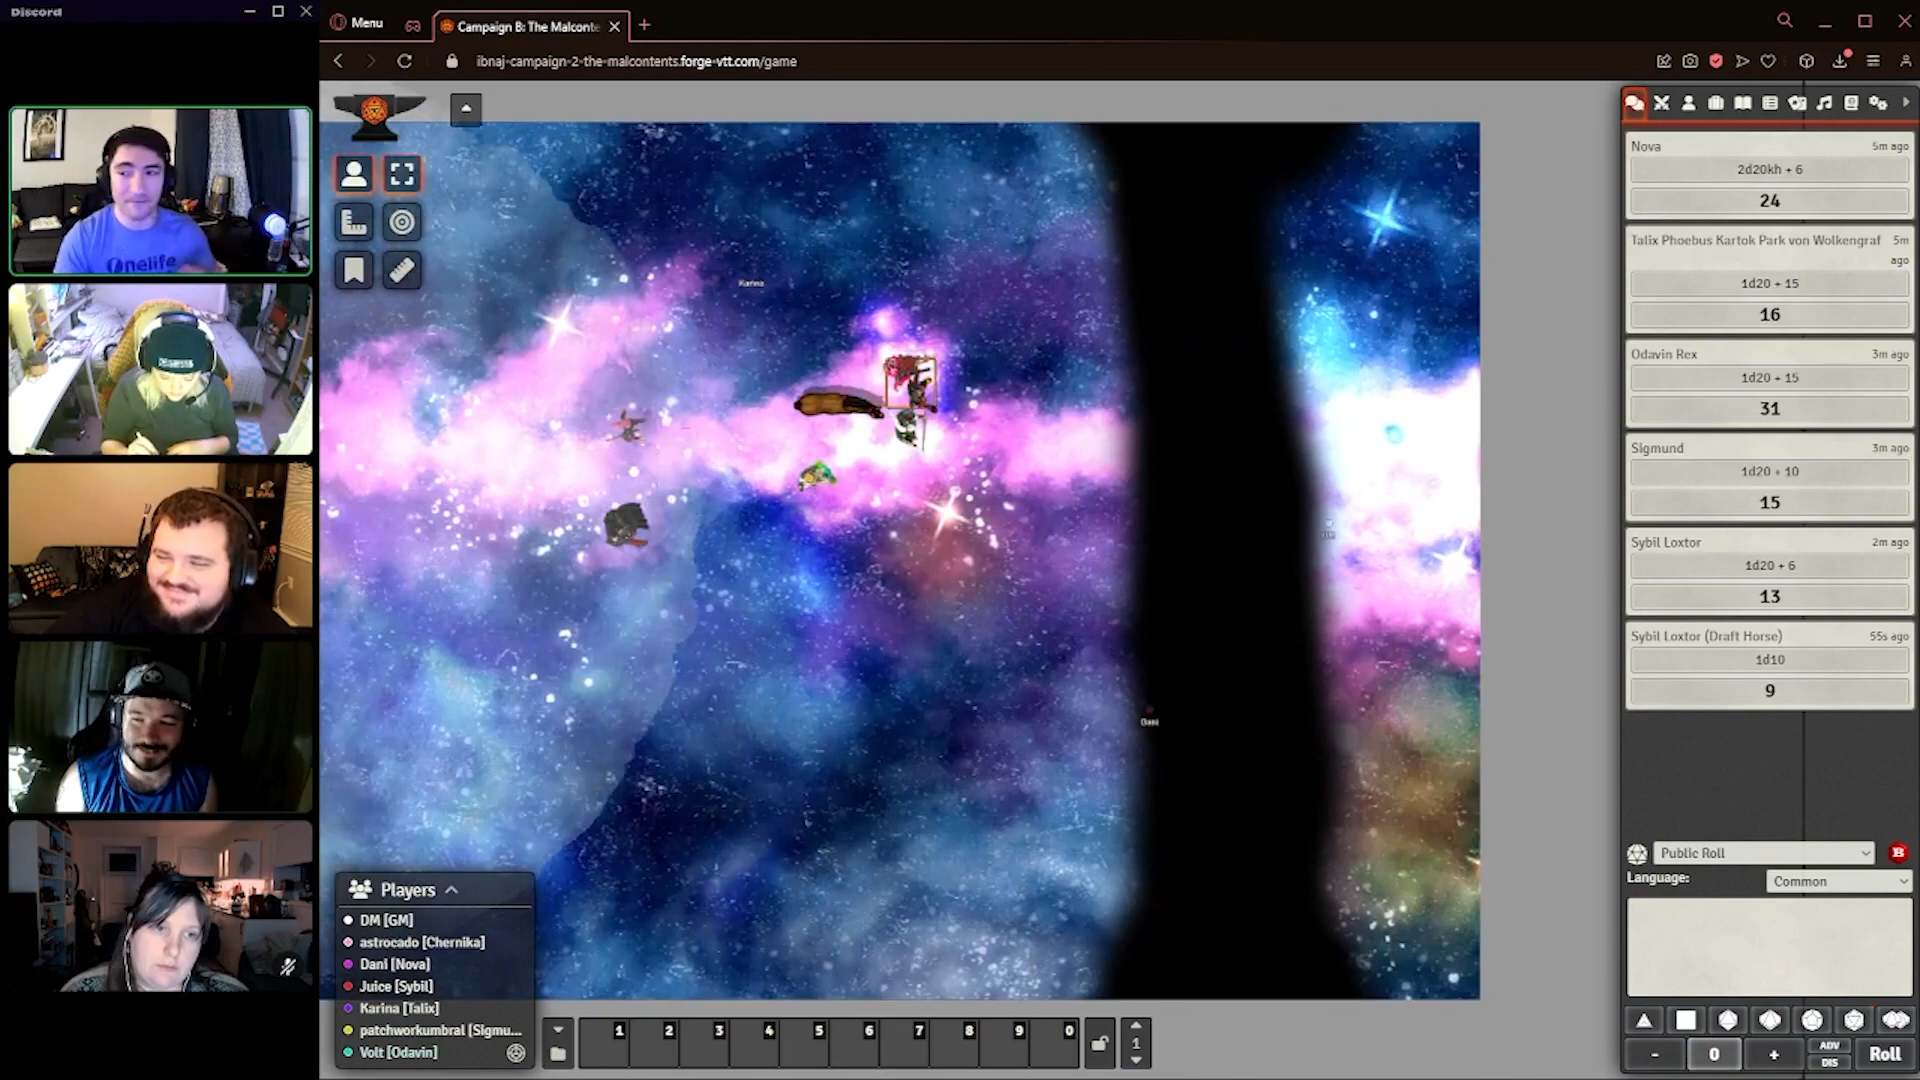 Discord
Menu
Campaign B: The Malconte
ibnaj-campaign-2-the-malcontents.forge-vtt.com/game
Onelife
Karina
Dani
Players
DM [GM]
astrocado [Chernika]
Dani [Nova]
Juice [Sybil]
Karina [Talix]
patchworkumbral [Sigmu...
Volt [Odavin]
1 2 3 4 5 6 7 8 9 0
1
Nova 5m ago
2d20kh + 6
24
Talix Phoebus Kartok Park von Wolkengraf 5m
ago
1d20 + 15
16
Odavin Rex 3m ago
1d20 + 15
31
Sigmund 3m ago
1d20 + 10
15
Sybil Loxtor 2m ago
1d20 + 6
13
Sybil Loxtor (Draft Horse) 55s ago
1d10
9
Public Roll
B
Language:
Common
- 0 +
ADV
DIS
Roll